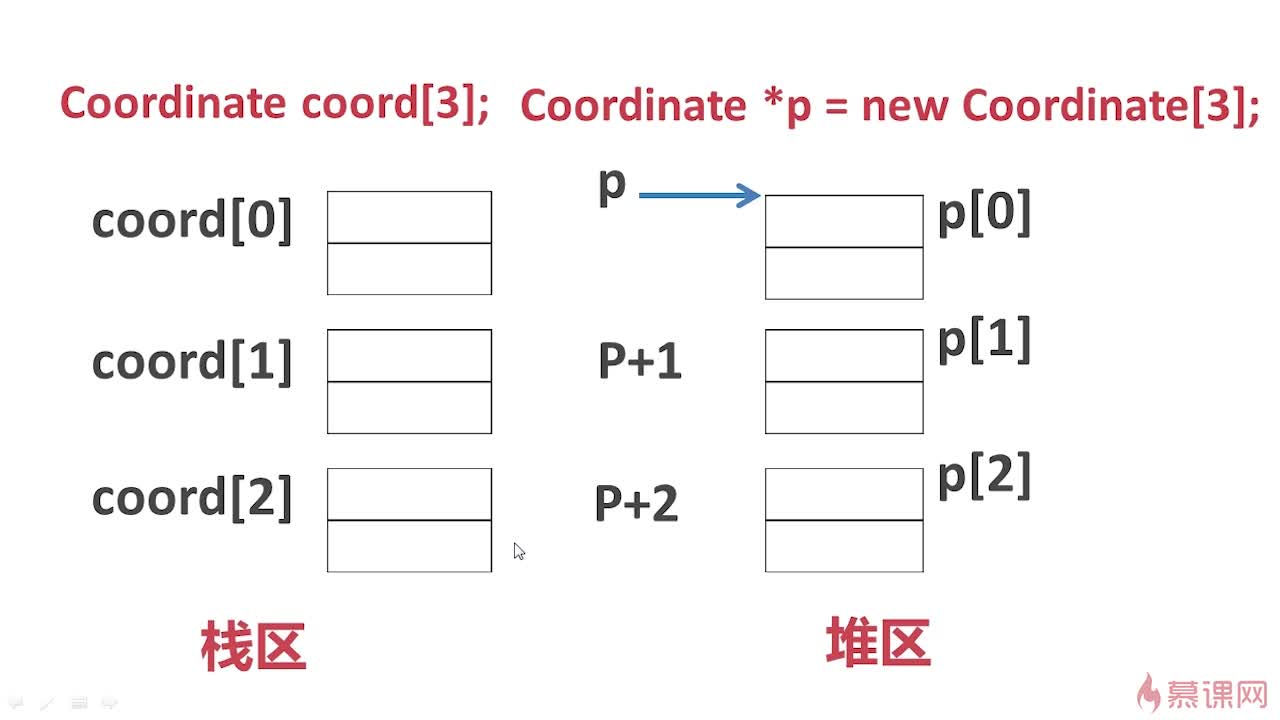 Coordinate coord[3];
Coordinate *p = new Coordinate[3];
coord[0]
p
p[0]
coord[1]
P+1
p[1]
coord[2]
P+2
p[2]
栈区
堆区
慕课网